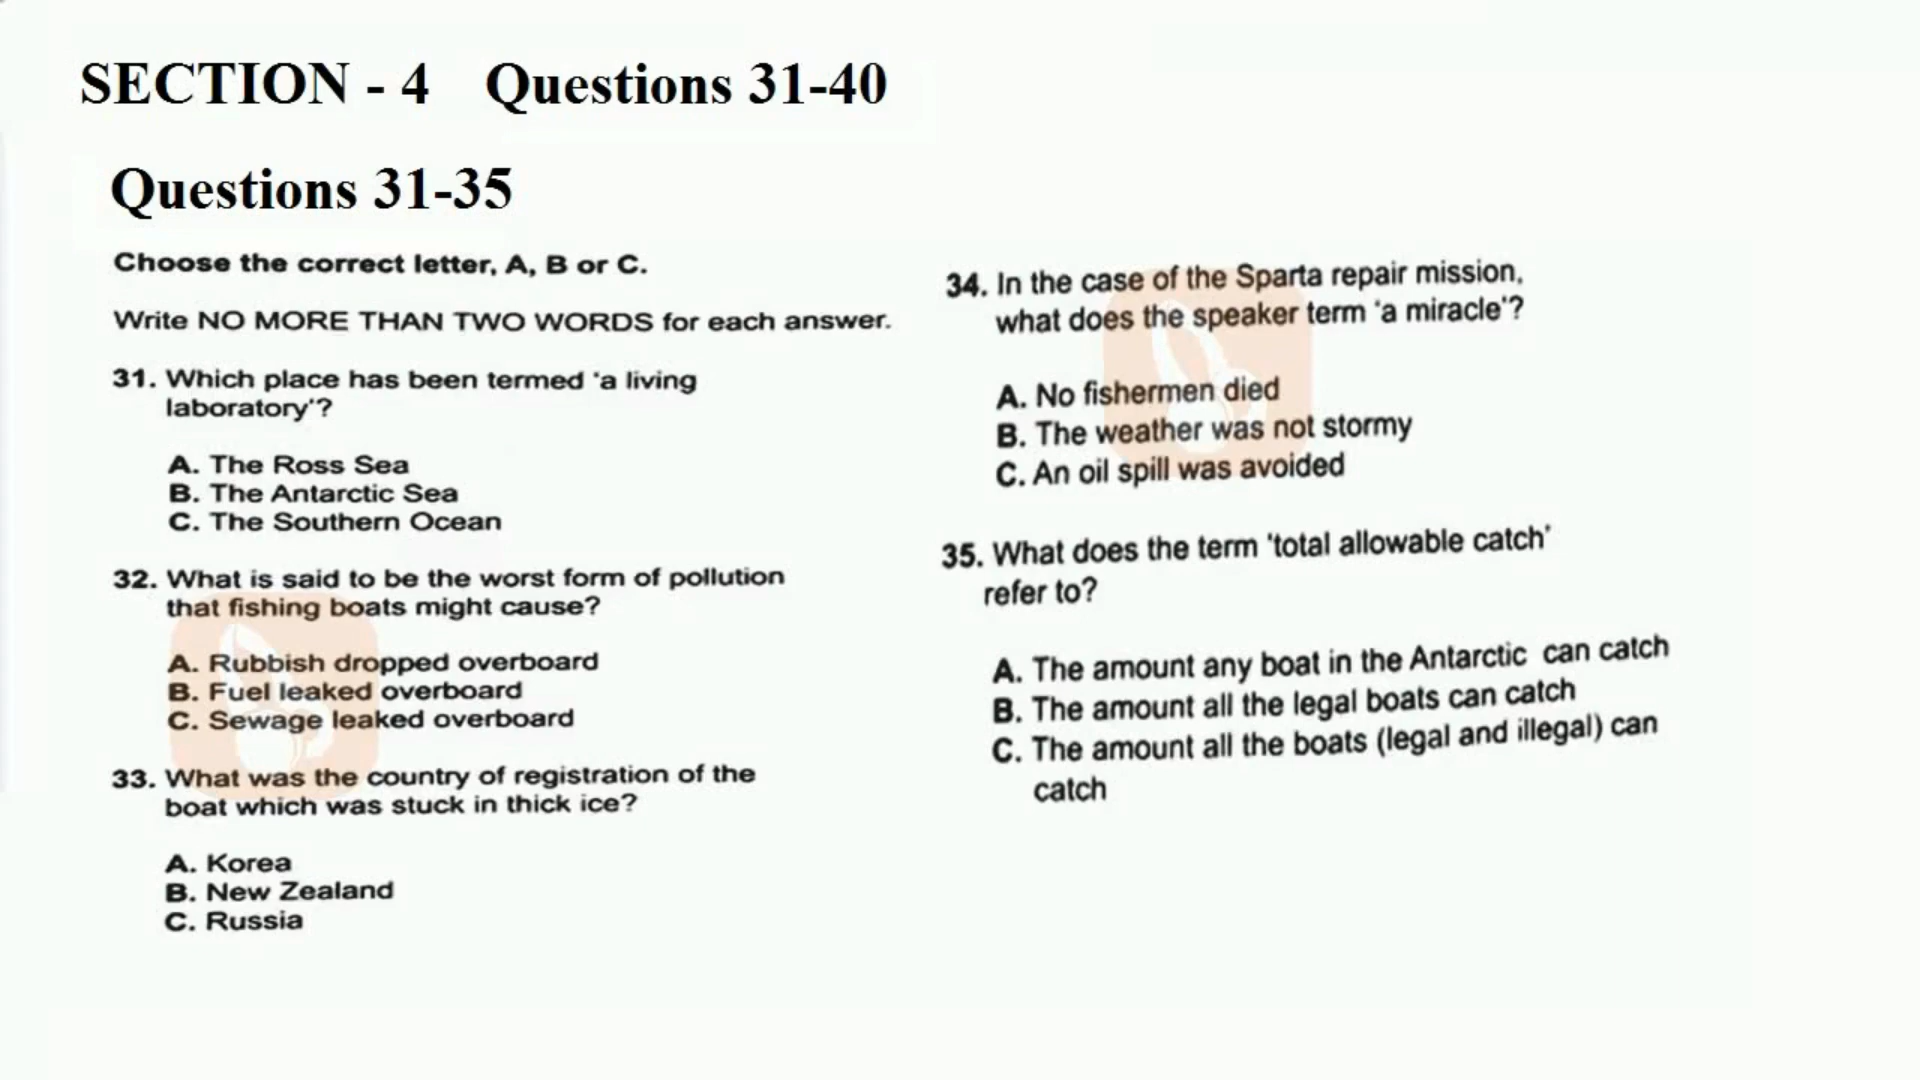 SECTION - 4 Questions 31-40
Questions 31-35
Choose the correct letter, A, B or C.
Write NO MORE THAN TWO WORDS for each answer.
31. Which place has been termed 'a living
laboratory'?
A. The Ross Sea
B. The Antarctic Sea
C. The Southern Ocean
32. What is said to be the worst form of pollution
that fishing boats might cause?
A. Rubbish dropped overboard
B. Fuel leaked overboard
C. Sewage leaked overboard
33. What was the country of registration of the
boat which was stuck in thick ice?
A. Korea
B. New Zealand
C. Russia
34. In the case of the Sparta repair mission,
what does the speaker term 'a miracle'?
A. No fishermen died
B. The weather was not stormy
C. An oil spill was avoided
35. What does the term 'total allowable catch'
refer to?
A. The amount any boat in the Antarctic can catch
B. The amount all the legal boats can catch
C. The amount all the boats (legal and illegal) can
catch